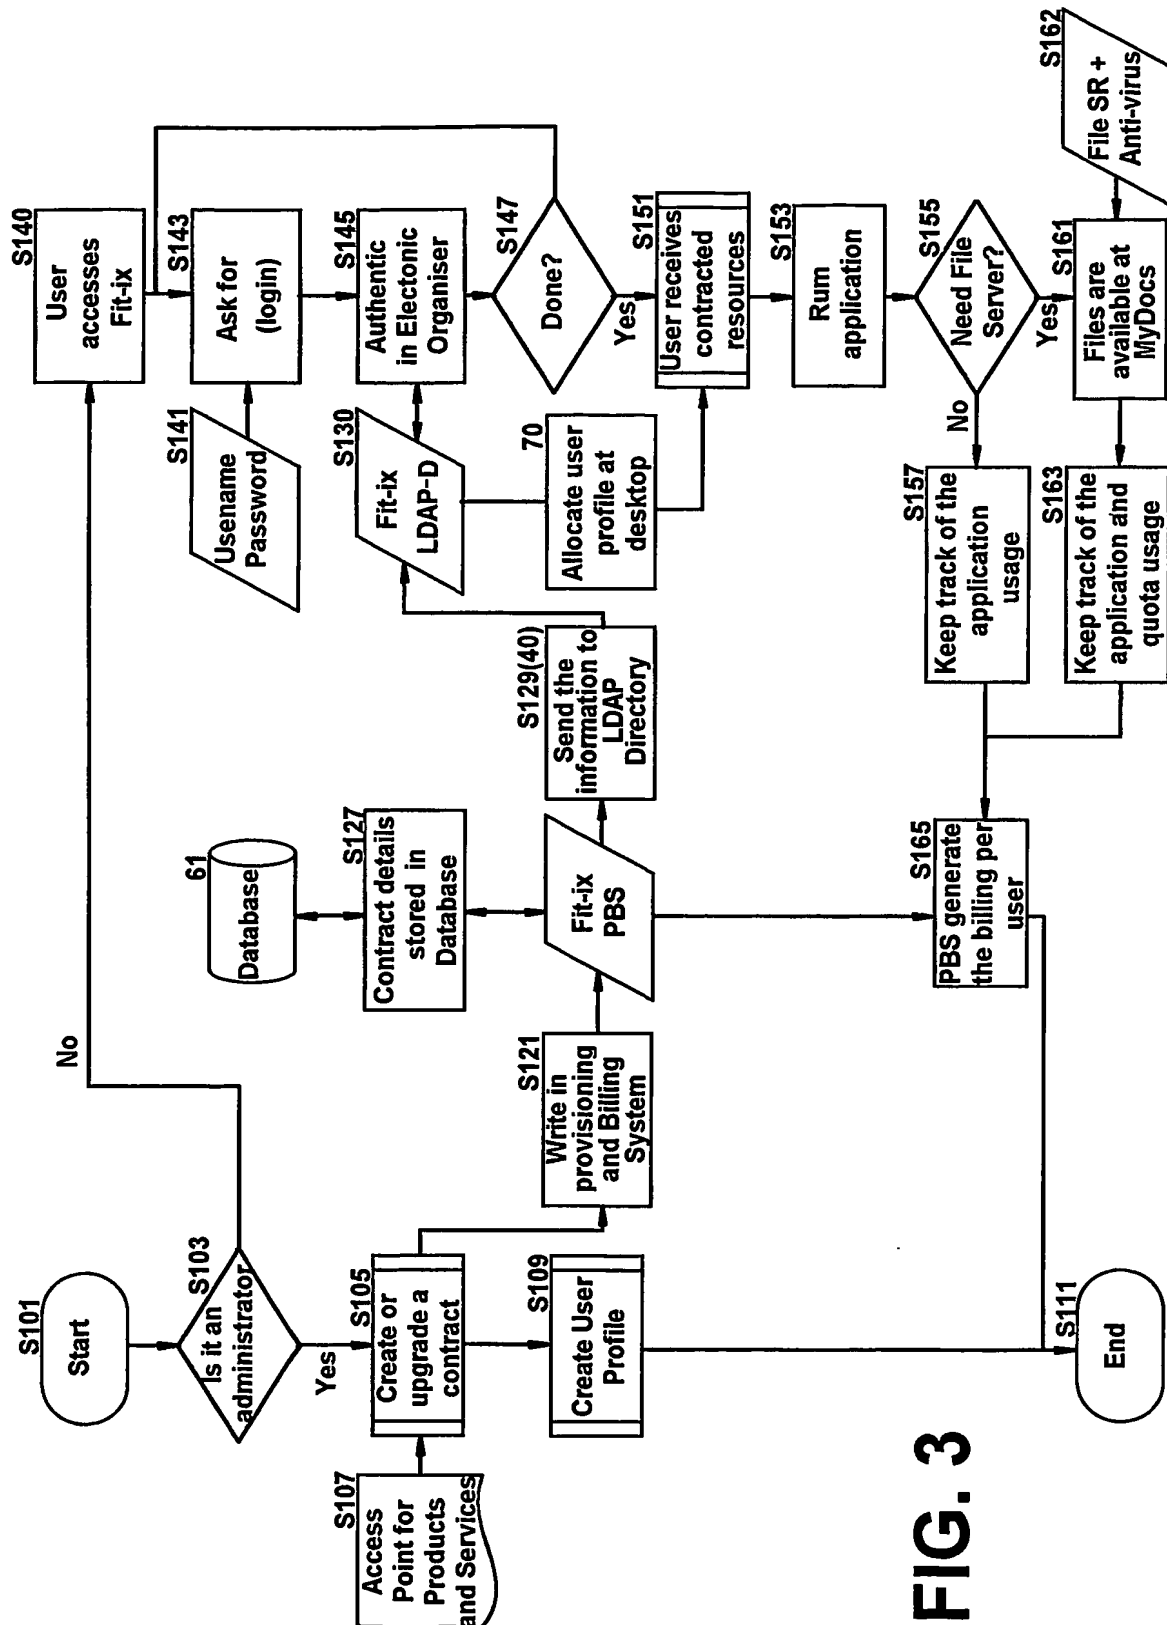 S101
Start
S103
Is it an
administrator
No
Yes
S107
Access
Point for
Products
and Services
S105
Create or
upgrade a
contract
S109
Create User
Profile
S111
End
S121
Write in
provisioning
and Billing
System
61
Database
S127
Contract details
stored in
Database
Fit-ix
PBS
S129(40)
Send the
information to
LDAP
Directory
S130
Fit-ix
LDAP-D
70
Allocate user
profile at
desktop
S140
User
accesses
Fit-ix
S141
Usename
Password
S143
Ask for
(login)
S145
Authentic
in Electonic
Organiser
S147
Done?
Yes
S151
User receives
contracted
resources
S153
Rum
application
S155
Need File
Server?
No
Yes
S157
Keep track of the
application
usage
S161
Files are
available at
MyDocs
S162
File SR +
Anti-virus
S163
Keep track of the
application and
quota usage
S165
PBS generate
the billing per
user
FIG. 3